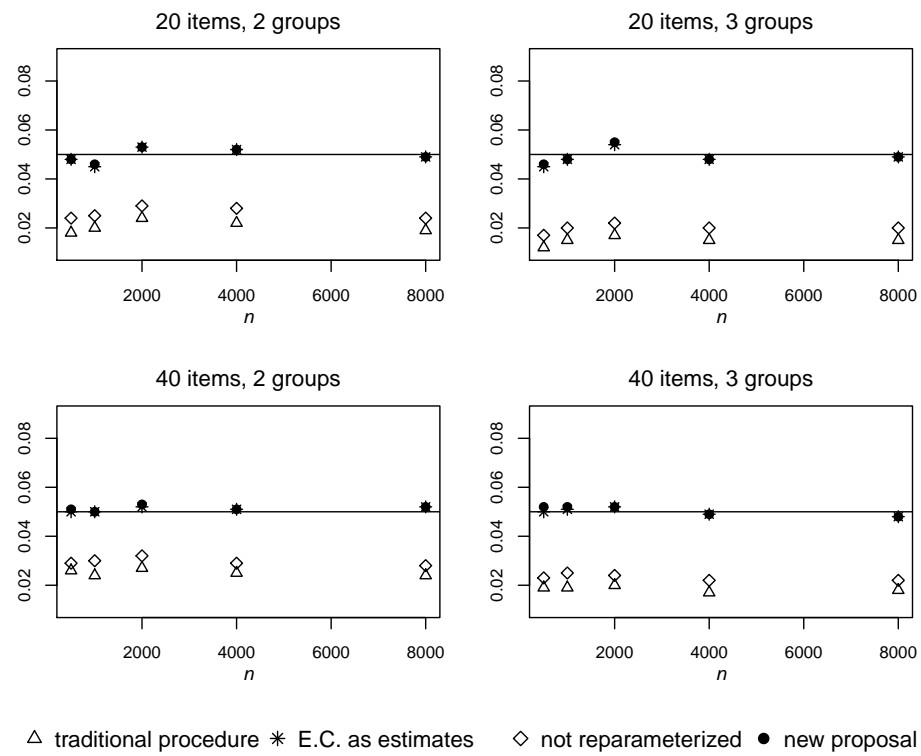 20 items, 2 groups
0.02 0.04 0.06 0.08
2000 4000 6000 8000
n
20 items, 3 groups
0.02 0.04 0.06 0.08
2000 4000 6000 8000
n
40 items, 2 groups
0.02 0.04 0.06 0.08
2000 4000 6000 8000
n
40 items, 3 groups
0.02 0.04 0.06 0.08
2000 4000 6000 8000
n
traditional procedure E.C. as estimates not reparameterized new proposal